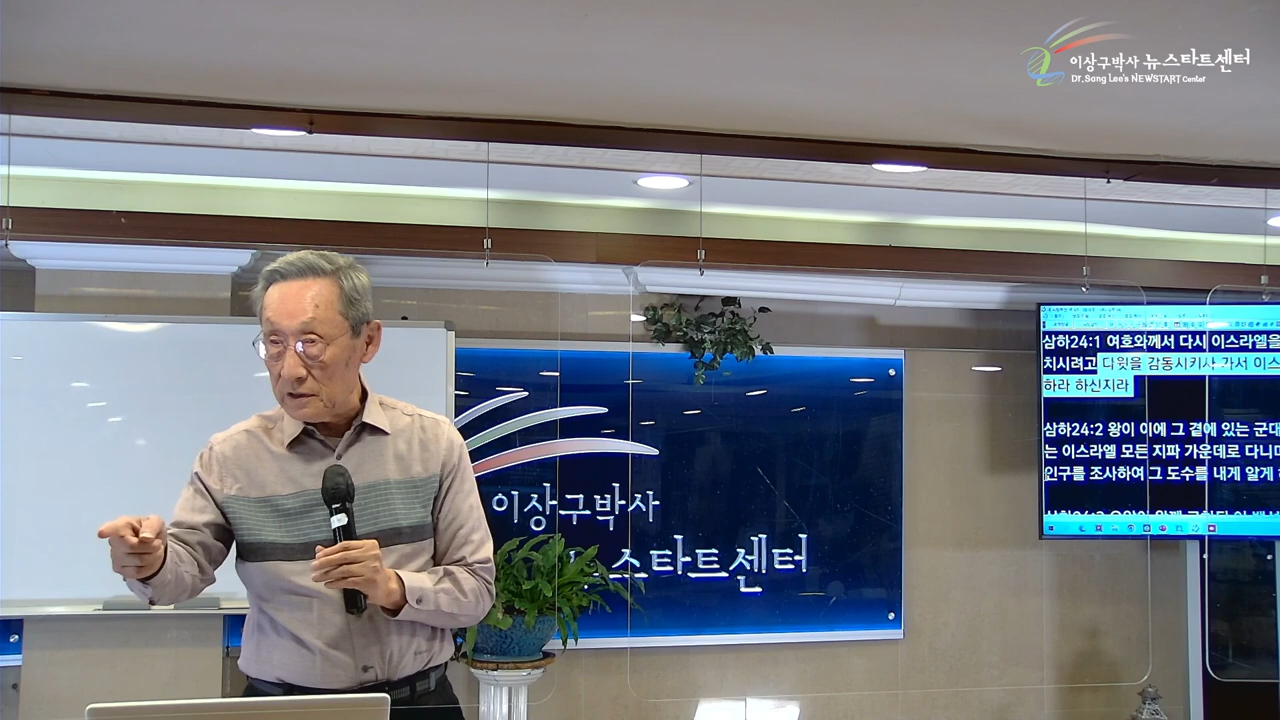 이상구박사 뉴스타트센터
Dr.Sang Lee's NEWSTART Center
삼하24:1 여호와께서 다시 이스라엘을
치시려고 다윗을 감동시키사 가서 이스
하라 하신지라
삼하24:2 왕이 이에 그 곁에 있는 군대
는 이스라엘 모든 지파 가운데로 다니며
인구를 조사하여 그 도수를 내게 알게
이상구박사
스타트센터